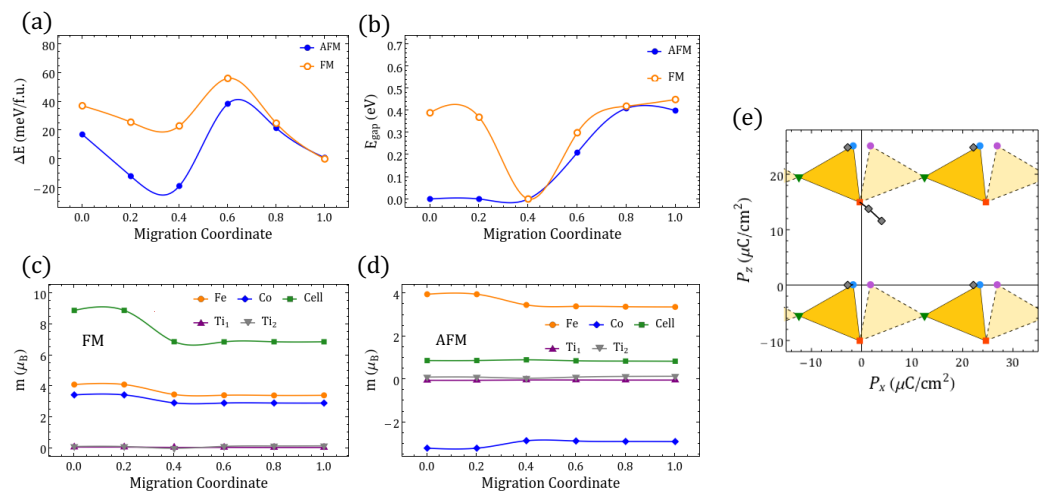 (a)
80
60
40
20
0
−20
ΔE (meV/f.u.)
AFM
FM
0.0 0.2 0.4 0.6 0.8 1.0
Migration Coordinate
(b)
0.7
0.6
0.5
0.4
0.3
0.2
0.1
0.0
E_gap (eV)
AFM
FM
0.0 0.2 0.4 0.6 0.8 1.0
Migration Coordinate
(c)
10
8
6
4
2
0
m (μ_B)
Fe Co Cell
Ti₁ Ti₂
FM
0.0 0.2 0.4 0.6 0.8 1.0
Migration Coordinate
(d)
4
2
0
−2
m (μ_B)
Fe Co Cell
Ti₁ Ti₂
AFM
0.0 0.2 0.4 0.6 0.8 1.0
Migration Coordinate
(e)
20
10
0
−10
P_z (μC/cm²)
−10 0 10 20 30
P_x (μC/cm²)